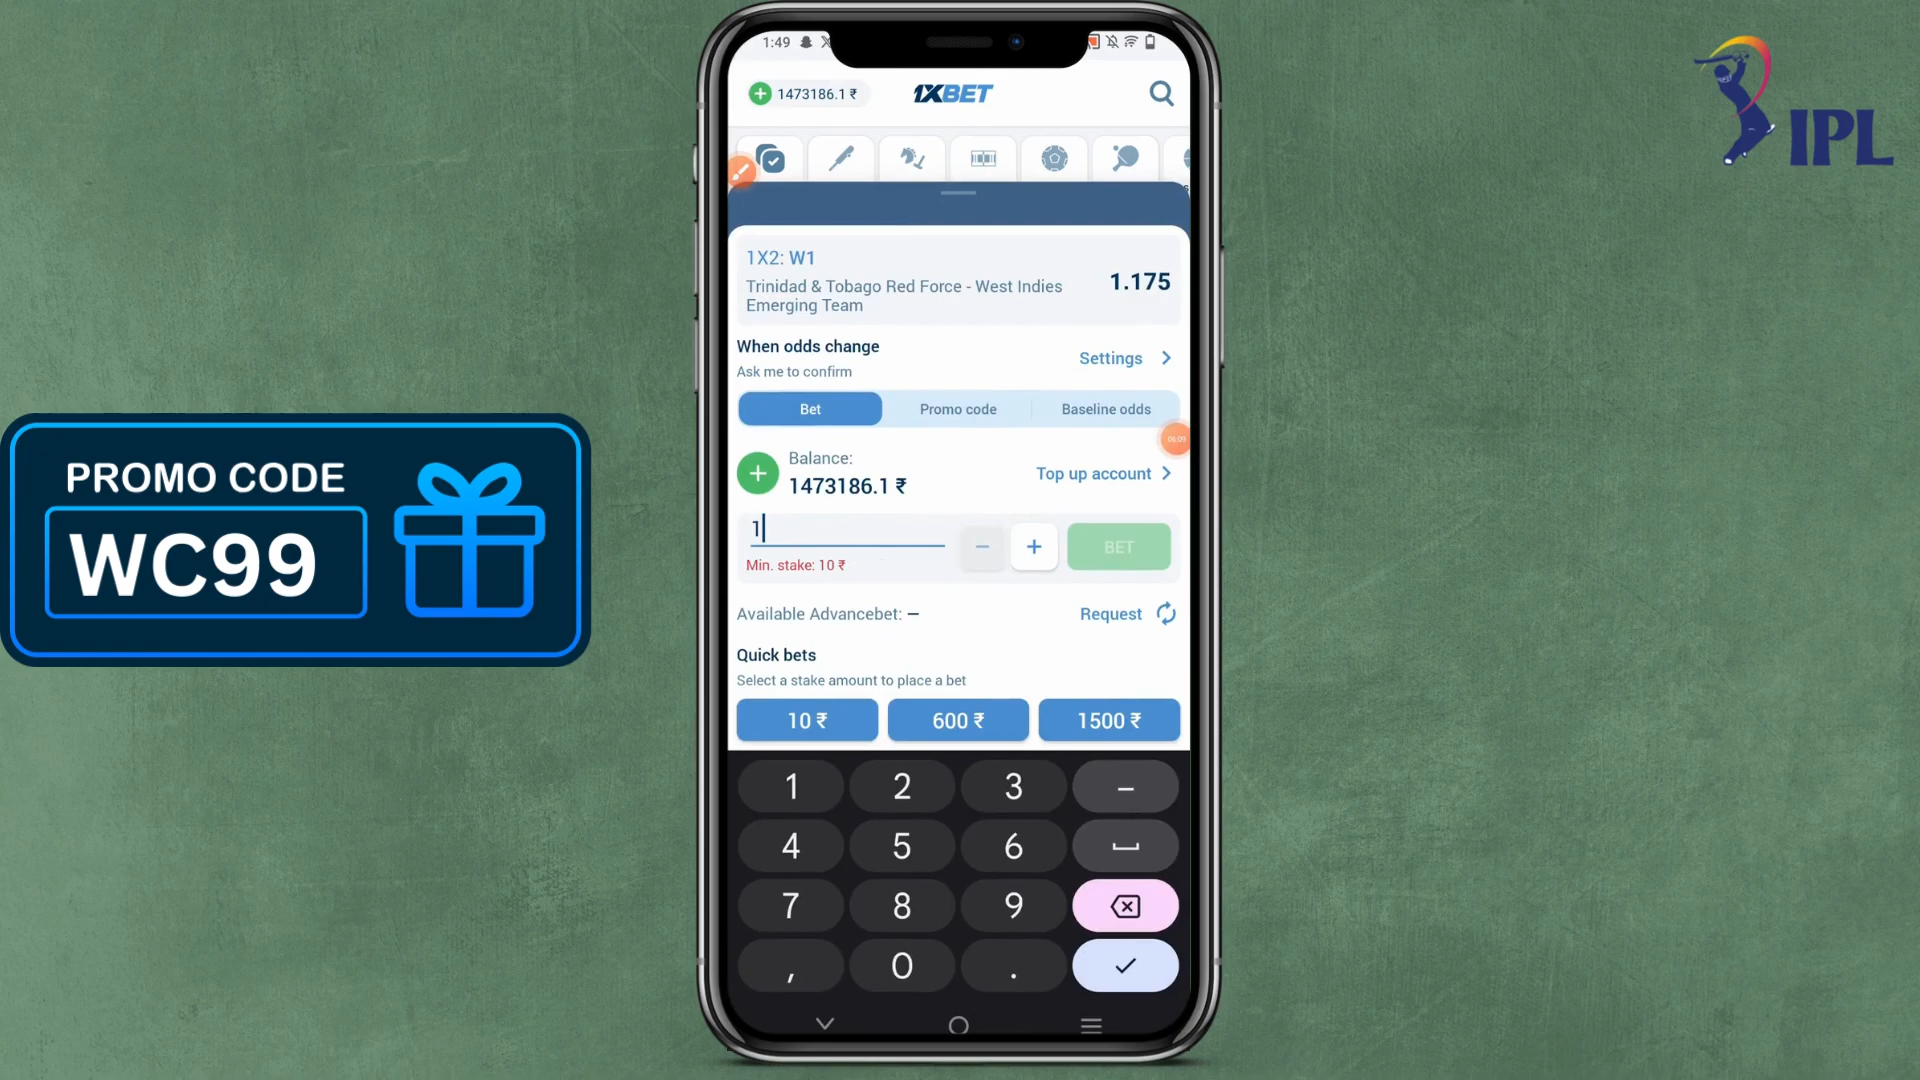 1:49
1473186.1 ₹
1XBET
IPL
1X2: W1
Trinidad & Tobago Red Force - West Indies
Emerging Team
1.175
When odds change
Ask me to confirm
Settings
Bet
Promo code
Baseline odds
06:09
Balance:
1473186.1 ₹
Top up account
1
BET
Min. stake: 10 ₹
Available Advancebet: –
Request
Quick bets
Select a stake amount to place a bet
10 ₹
600 ₹
1500 ₹
1 2 3 –
4 5 6
7 8 9
, 0 .
PROMO CODE
WC99